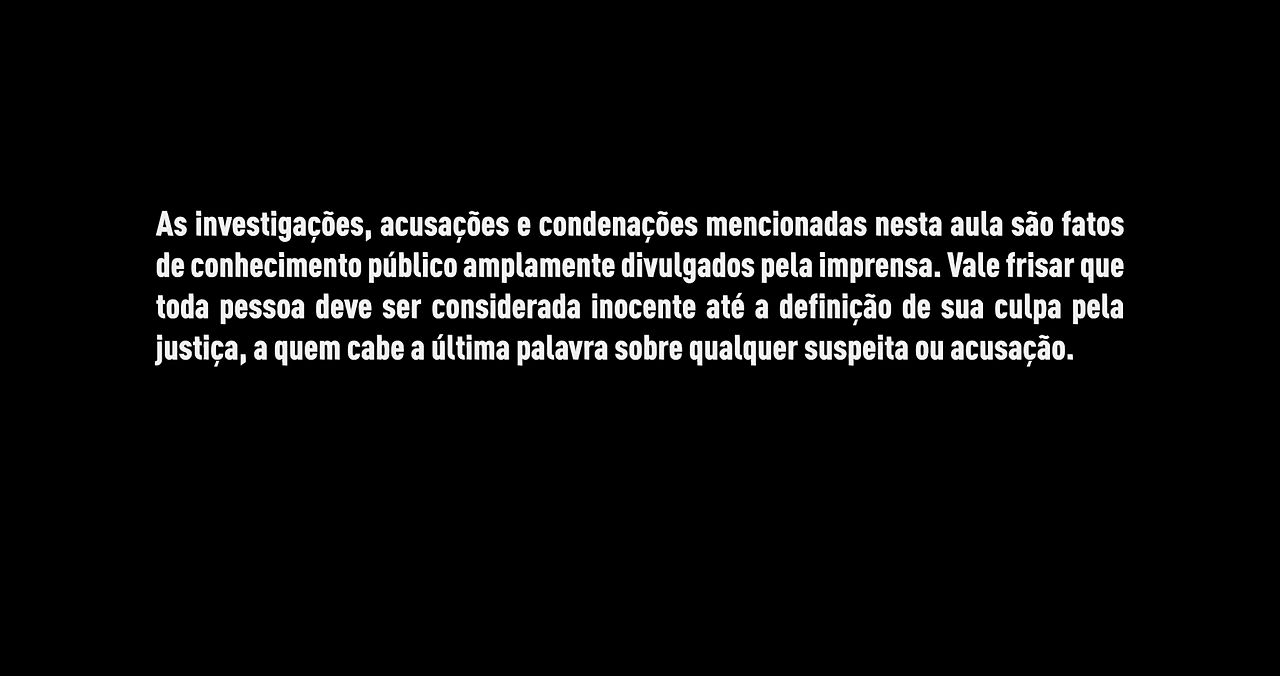 As investigações, acusações e condenações mencionadas nesta aula são fatos
de conhecimento público amplamente divulgados pela imprensa. Vale frisar que
toda pessoa deve ser considerada inocente até a definição de sua culpa pela
justiça, a quem cabe a última palavra sobre qualquer suspeita ou acusação.